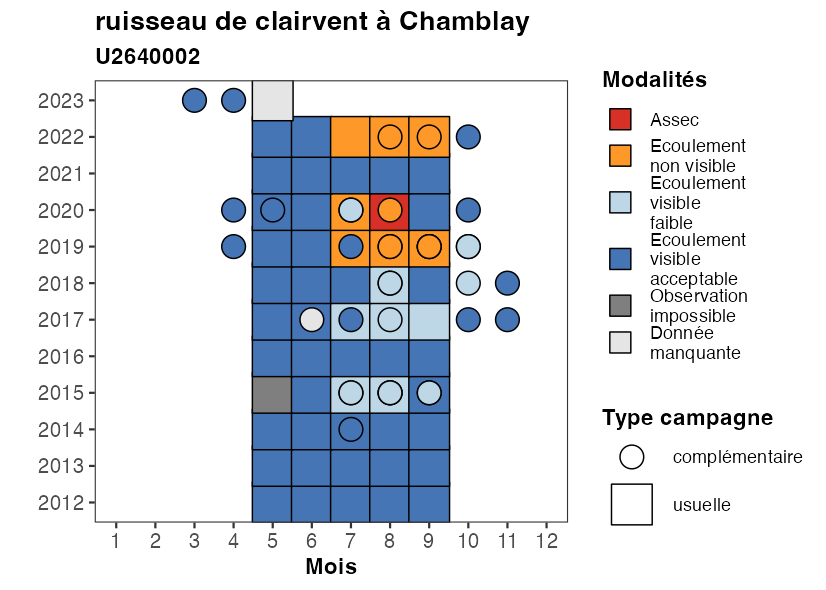 ruisseau de clairvent à Chamblay
U2640002
2023
2022
2021
2020
2019
2018
2017
2016
2015
2014
2013
2012
1 2 3 4 5 6 7 8 9 10 11 12
Mois
Modalités
Assec
Ecoulement
non visible
Ecoulement
visible
faible
Ecoulement
visible
acceptable
Observation
impossible
Donnée
manquante
Type campagne
complémentaire
usuelle